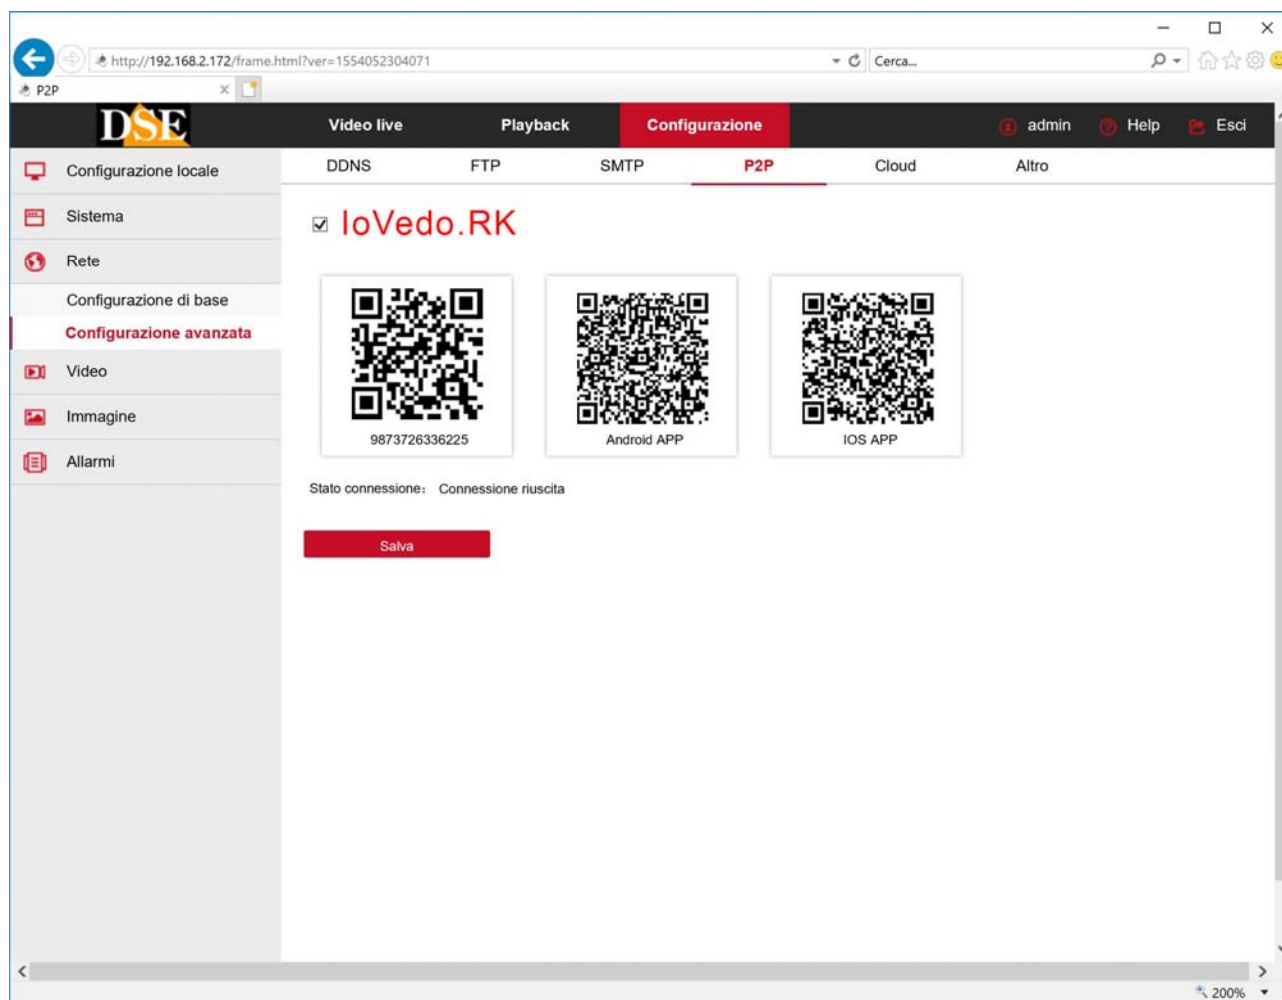 http://192.168.2.172/frame.html?ver=1554052304071
Cerca...
P2P
DSE
Video live
Playback
Configurazione
admin
Help
Esci
Configurazione locale
DDNS
FTP
SMTP
P2P
Cloud
Altro
Sistema
IoVedo.RK
Rete
Configurazione di base
Configurazione avanzata
Video
Immagine
9873726336225
Android APP
IOS APP
Allarmi
Stato connessione: Connessione riuscita
Salva
200%